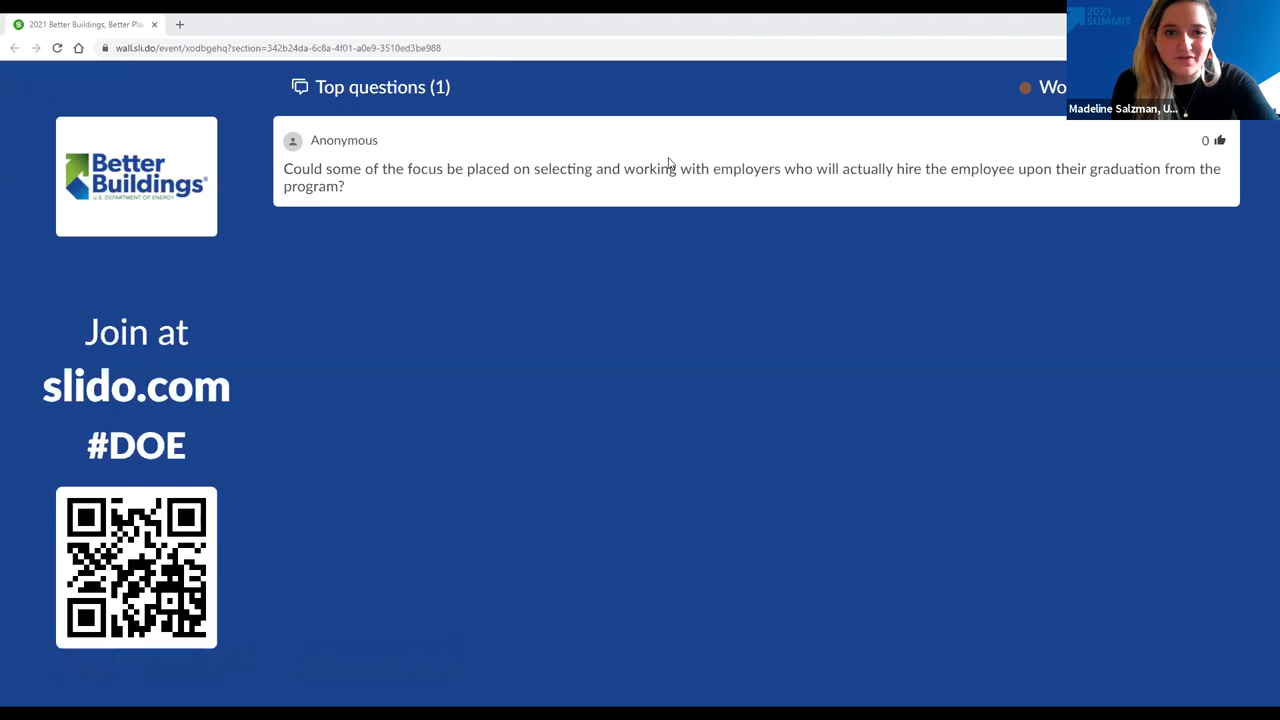 2021 Better Buildings, Better Pla
wall.sli.do/event/xodbgehq?section=342b24da-6c8a-4f01-a0e9-3510ed3be988
2021
SUMMIT
Madeline Salzman, U...
Top questions (1)
Wo
Anonymous
0
Could some of the focus be placed on selecting and working with employers who will actually hire the employee upon their graduation from the
program?
Better
Buildings®
U.S. DEPARTMENT OF ENERGY
Join at
slido.com
#DOE